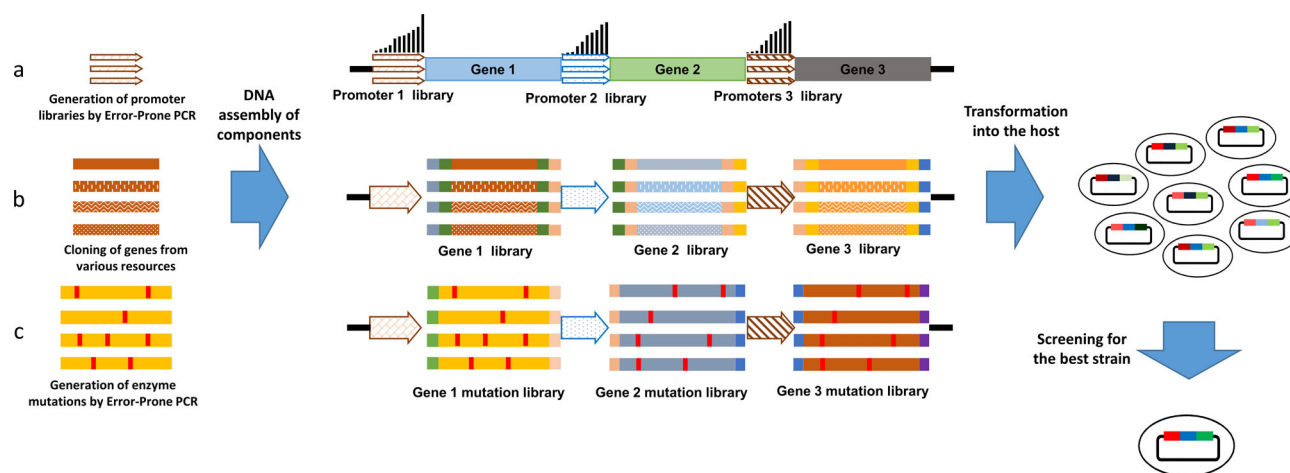 a
Generation of promoter
libraries by Error-Prone PCR
DNA
assembly of
components
Gene 1
Gene 2
Gene 3
Promoter 1 library
Promoter 2 library
Promoters 3 library
Transformation
into the host
b
Cloning of genes from
various resources
Gene 1 library
Gene 2 library
Gene 3 library
c
Generation of enzyme
mutations by Error-Prone PCR
Gene 1 mutation library
Gene 2 mutation library
Gene 3 mutation library
Screening for
the best strain